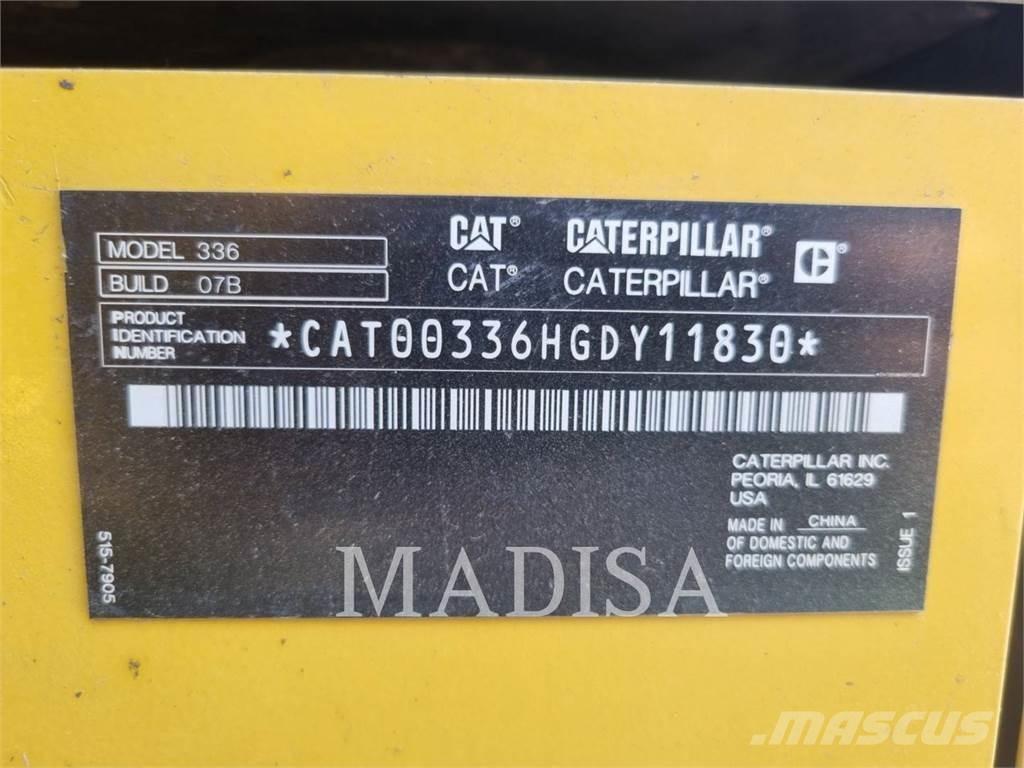 CAT® CATERPILLAR®
CAT® CATERPILLAR®
MODEL 336
BUILD 07B
PRODUCT
IDENTIFICATION
NUMBER
*CAT00336HGDY11830*
CATERPILLAR INC.
PEORIA, IL 61629
USA
MADE IN CHINA
OF DOMESTIC AND
FOREIGN COMPONENTS
ISSUE 1
515-7905
MADISA
MASCUS